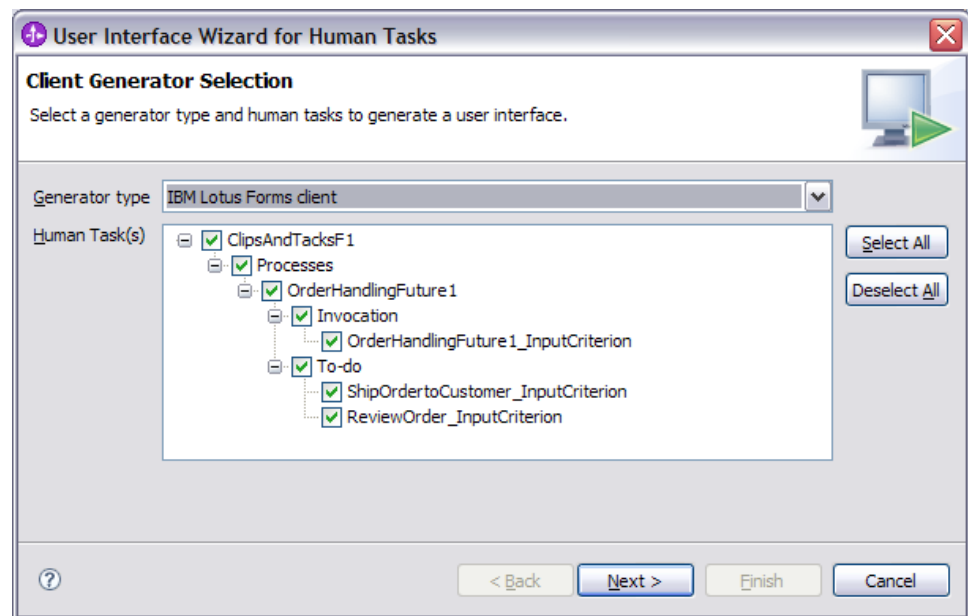 User Interface Wizard for Human Tasks
Client Generator Selection
Select a generator type and human tasks to generate a user interface.
Generator type IBM Lotus Forms client
Human Task(s)
ClipsAndTacksF1
Select All
Processes
OrderHandlingFuture1
Deselect All
Invocation
OrderHandlingFuture1_InputCriterion
To-do
ShipOrdertoCustomer_InputCriterion
ReviewOrder_InputCriterion
? < Back Next > Finish Cancel